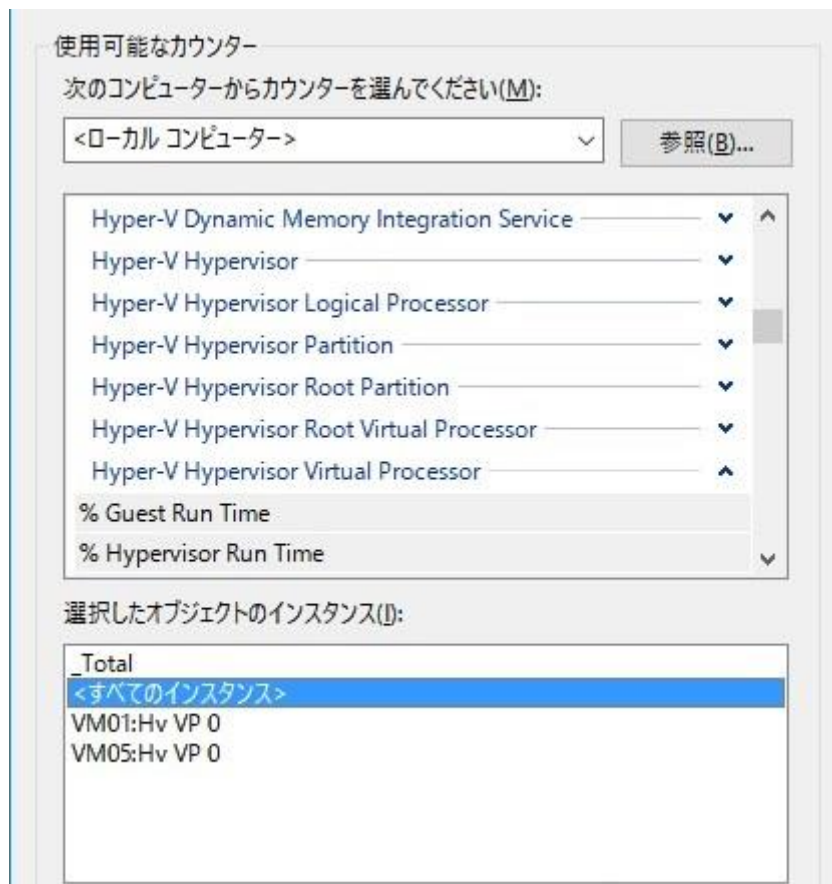 使用可能なカウンター
次のコンピューターからカウンターを選んでください(M):
<ローカル コンピューター>
参照(B)...
Hyper-V Dynamic Memory Integration Service
Hyper-V Hypervisor
Hyper-V Hypervisor Logical Processor
Hyper-V Hypervisor Partition
Hyper-V Hypervisor Root Partition
Hyper-V Hypervisor Root Virtual Processor
Hyper-V Hypervisor Virtual Processor
% Guest Run Time
% Hypervisor Run Time
選択したオブジェクトのインスタンス(I):
_Total
<すべてのインスタンス>
VM01:Hv VP 0
VM05:Hv VP 0